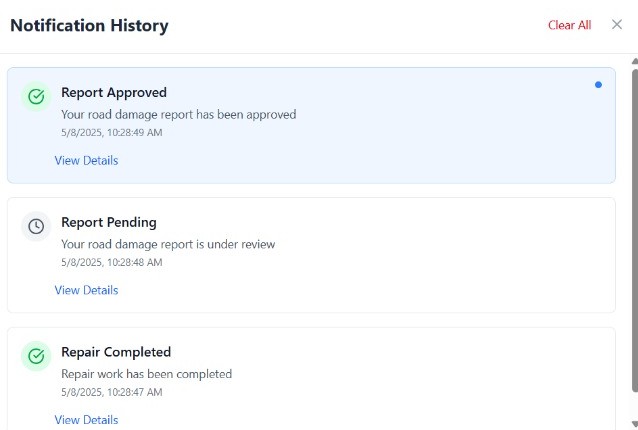 Notification History
Clear All
Report Approved
Your road damage report has been approved
5/8/2025, 10:28:49 AM
View Details
Report Pending
Your road damage report is under review
5/8/2025, 10:28:48 AM
View Details
Repair Completed
Repair work has been completed
5/8/2025, 10:28:47 AM
View Details